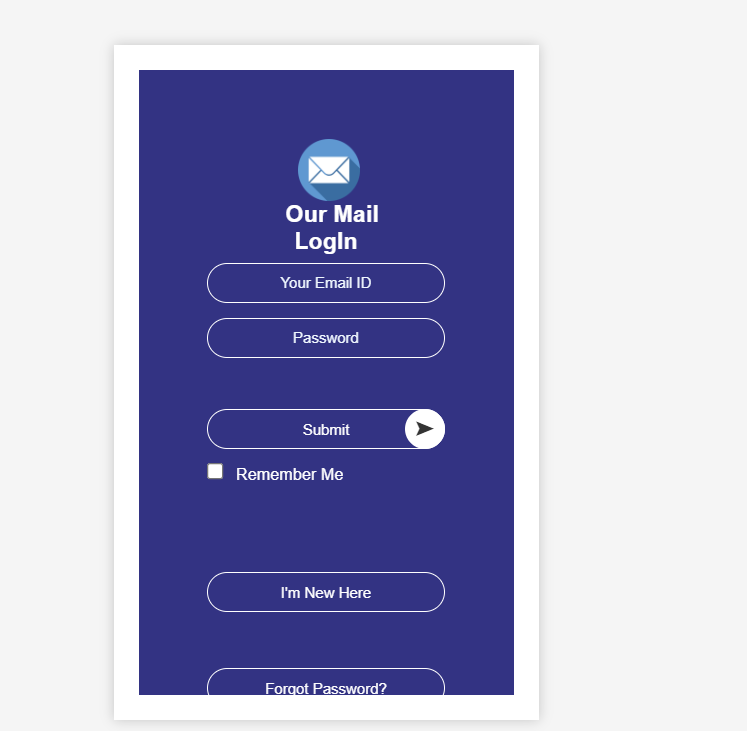 Our Mail
LogIn
Your Email ID
Password
Submit
Remember Me
I'm New Here
Forgot Password?